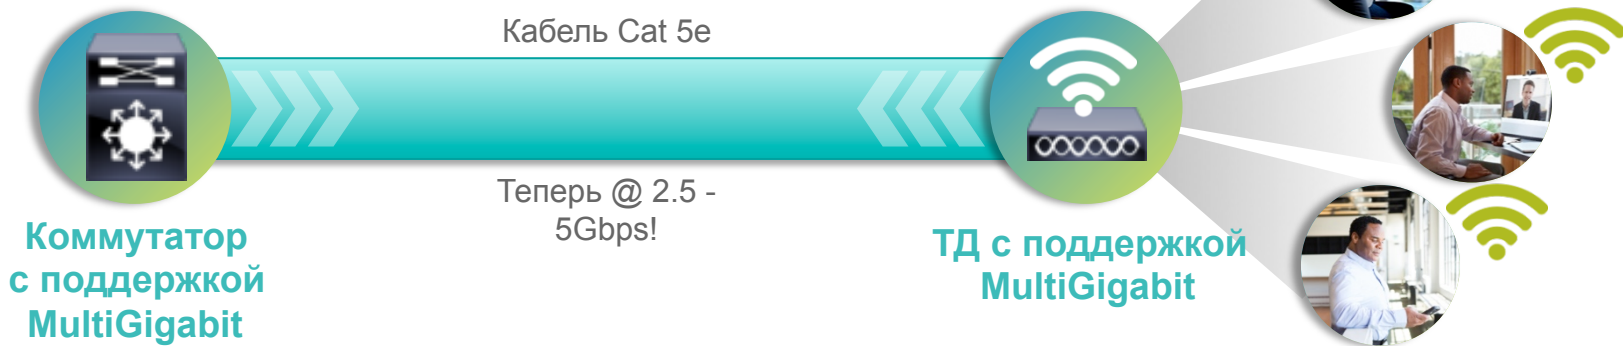 Кабель Cat 5e
Теперь @ 2.5 -
5Gbps!
Коммутатор
с поддержкой
MultiGigabit
ТД с поддержкой
MultiGigabit